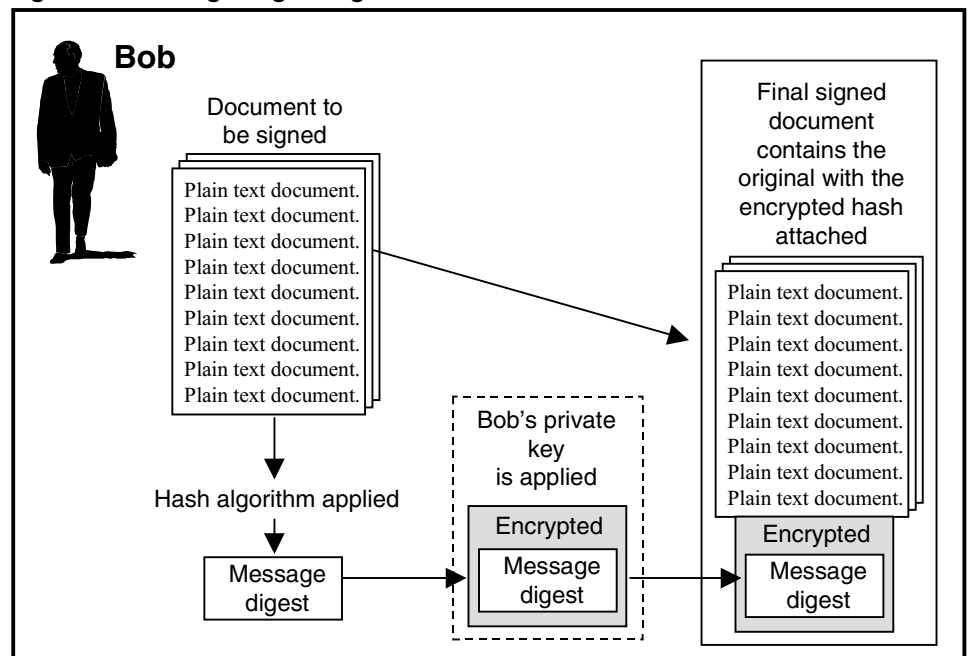 Bob
Document to
be signed
Plain text document.
Plain text document.
Plain text document.
Plain text document.
Plain text document.
Plain text document.
Plain text document.
Plain text document.
Plain text document.
Hash algorithm applied
Message
digest
Bob’s private
key
is applied
Encrypted
Message
digest
Final signed
document
contains the
original with the
encrypted hash
attached
Plain text document.
Plain text document.
Plain text document.
Plain text document.
Plain text document.
Plain text document.
Plain text document.
Plain text document.
Plain text document.
Encrypted
Message
digest